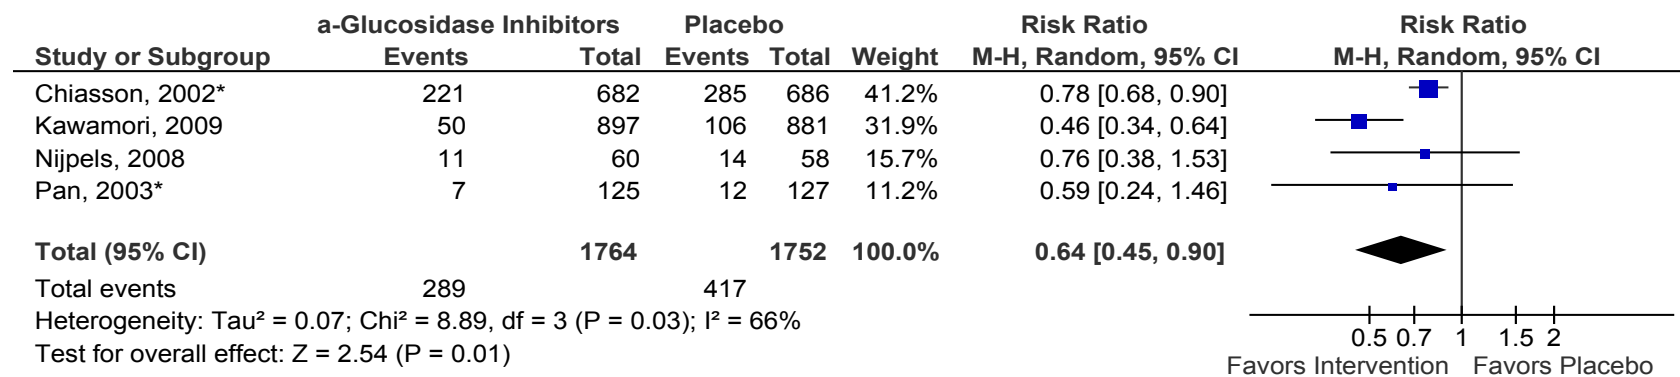 a-Glucosidase Inhibitors Placebo Risk Ratio Risk Ratio
Study or Subgroup Events Total Events Total Weight M-H, Random, 95% CI M-H, Random, 95% CI
Chiasson, 2002* 221 682 285 686 41.2% 0.78 [0.68, 0.90]
Kawamori, 2009 50 897 106 881 31.9% 0.46 [0.34, 0.64]
Nijpels, 2008 11 60 14 58 15.7% 0.76 [0.38, 1.53]
Pan, 2003* 7 125 12 127 11.2% 0.59 [0.24, 1.46]
Total (95% CI) 1764 1752 100.0% 0.64 [0.45, 0.90]
Total events 289 417
Heterogeneity: Tau² = 0.07; Chi² = 8.89, df = 3 (P = 0.03); I² = 66%
0.5 0.7 1 1.5 2
Test for overall effect: Z = 2.54 (P = 0.01)
Favors Intervention Favors Placebo